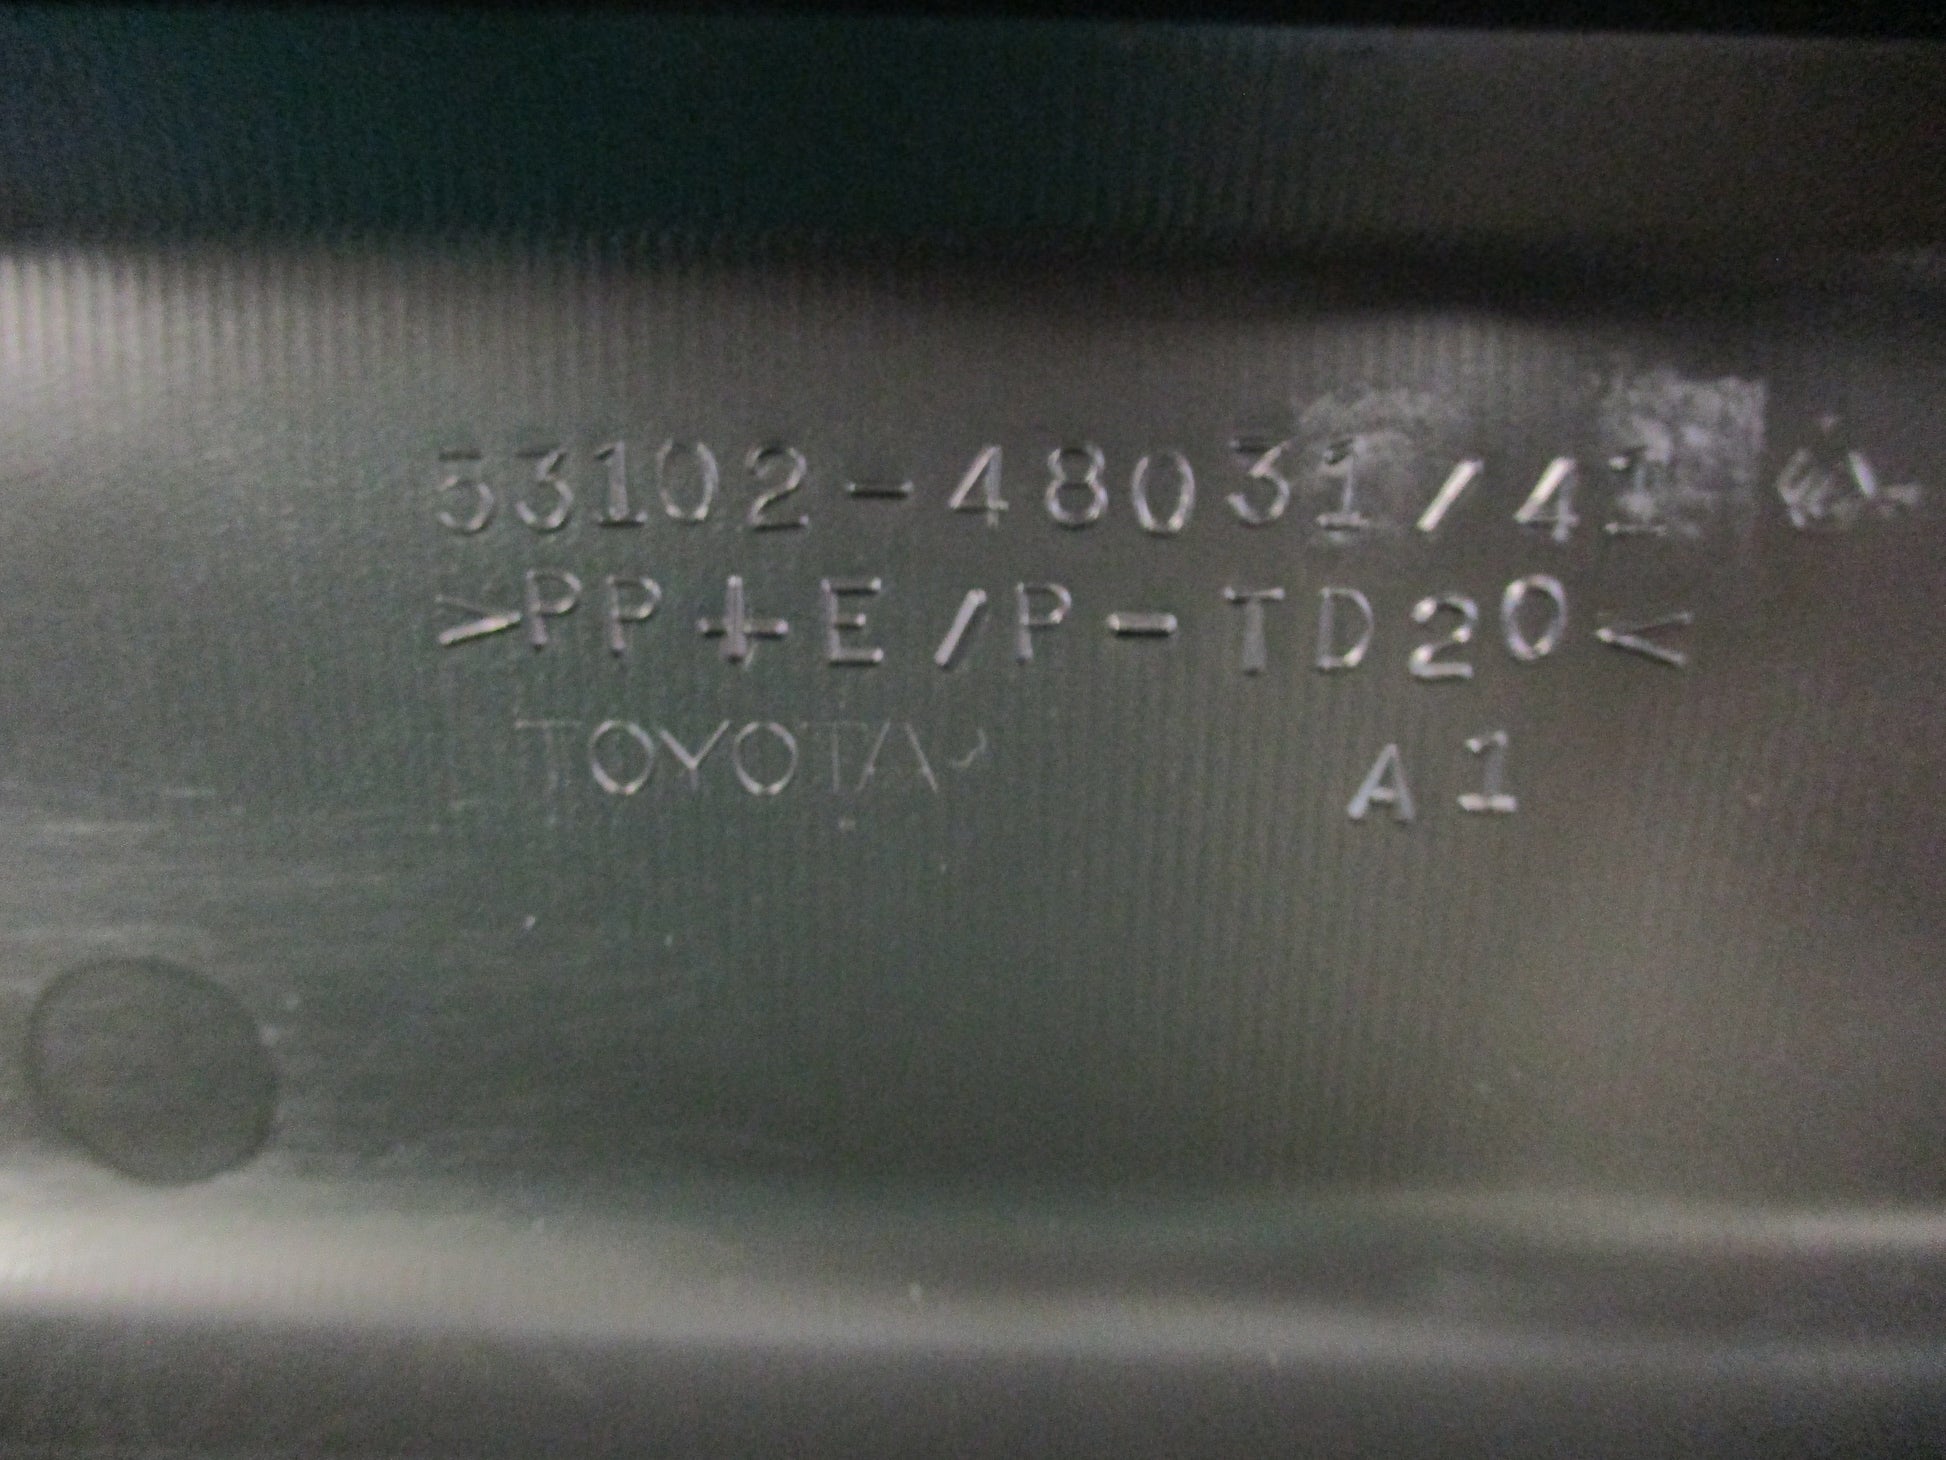 53102-48031/41
>PP+E/P-TD20<
TOYOTA A1